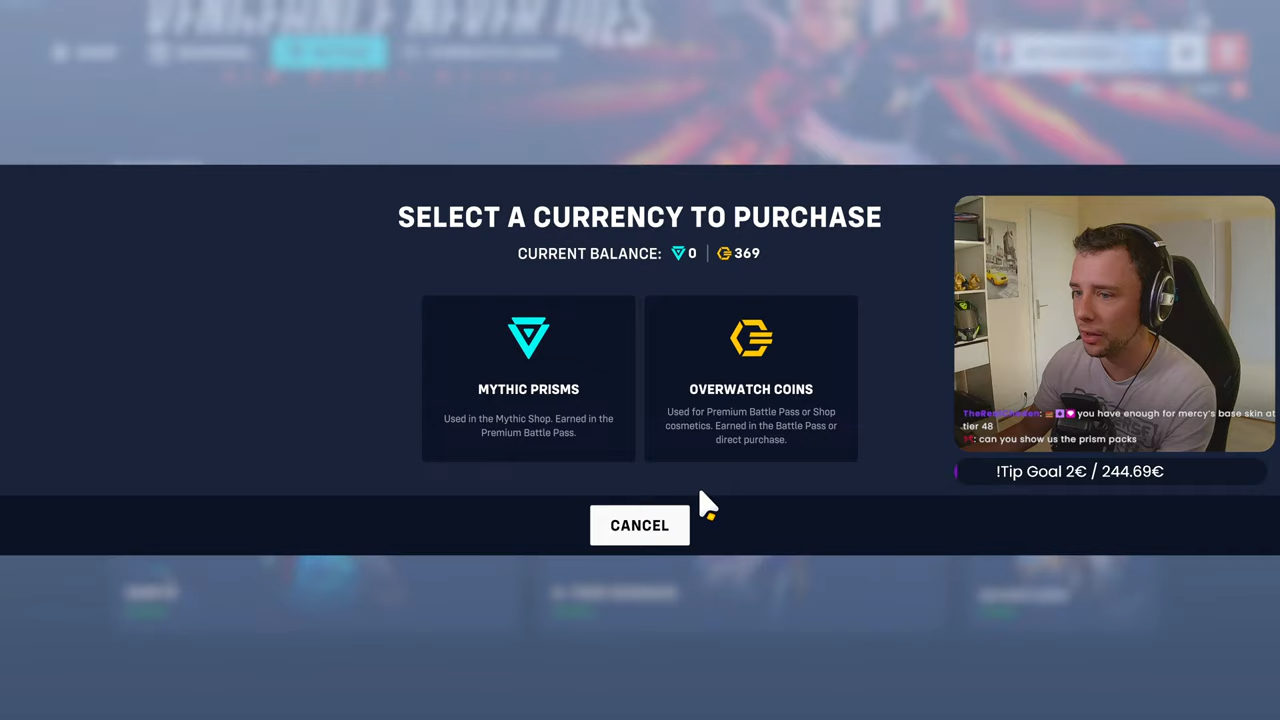 VENGEANCE NEVER DIES
SELECT A CURRENCY TO PURCHASE
CURRENT BALANCE: 0 | 369
MYTHIC PRISMS
Used in the Mythic Shop. Earned in the
Premium Battle Pass.
OVERWATCH COINS
Used for Premium Battle Pass or Shop
cosmetics. Earned in the Battle Pass or
direct purchase.
CANCEL
you have enough for mercy's base skin at
tier 48
: can you show us the prism packs
!Tip Goal 2€ / 244.69€